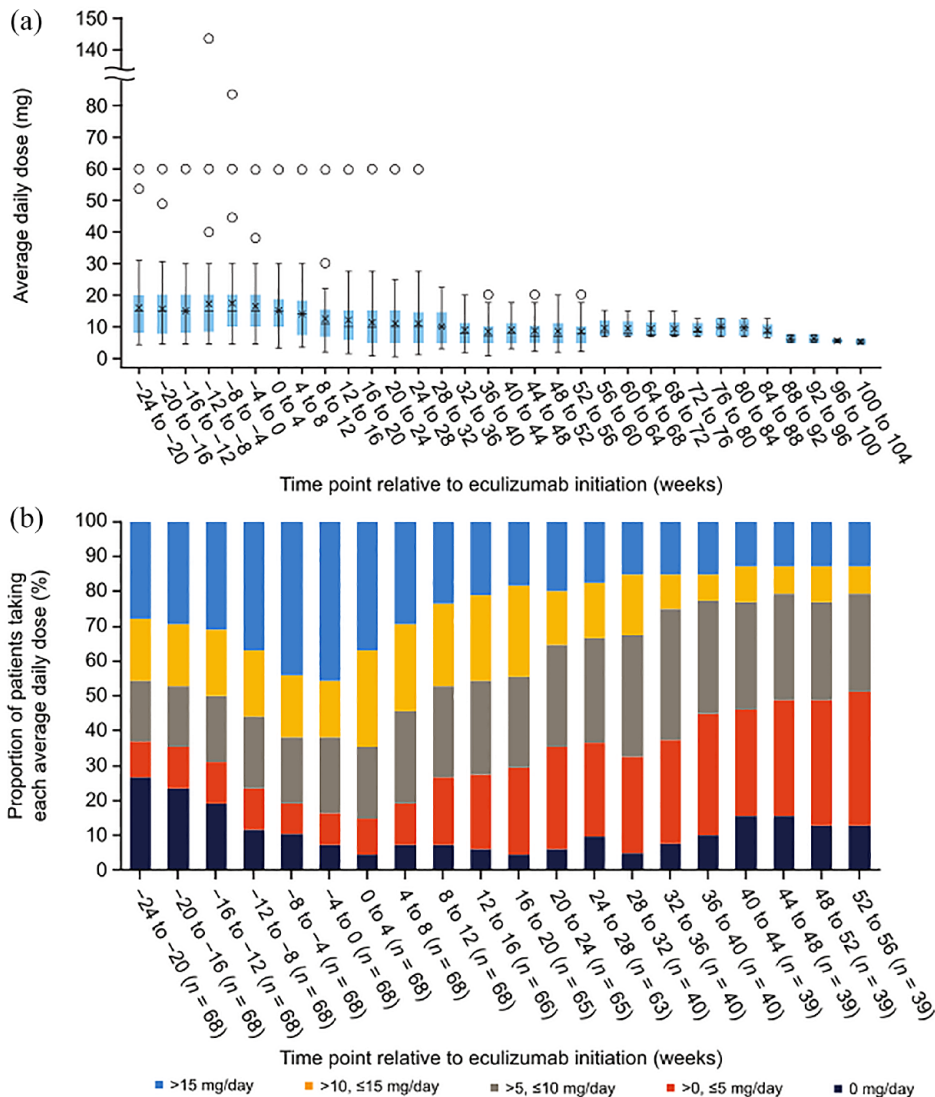 (a)
150
140
80
60
70
50
40
30
20
10
0
Average daily dose (mg)
−24 to −20
−20 to −16
−16 to −12
−12 to −8
−8 to −4
−4 to 0
0 to 4
4 to 8
8 to 12
12 to 16
16 to 20
20 to 24
24 to 28
28 to 32
32 to 36
36 to 40
40 to 44
44 to 48
48 to 52
52 to 56
56 to 60
60 to 64
64 to 68
68 to 72
72 to 76
76 to 80
80 to 84
84 to 88
88 to 92
92 to 96
96 to 100
100 to 104
Time point relative to eculizumab initiation (weeks)
(b)
100
90
80
70
60
50
40
30
20
10
0
Proportion of patients taking
each average daily dose (%)
−24 to −20 (n = 68)
−20 to −16 (n = 68)
−16 to −12 (n = 68)
−12 to −8 (n = 68)
−8 to −4 (n = 68)
−4 to 0 (n = 68)
0 to 4 (n = 68)
4 to 8 (n = 68)
8 to 12 (n = 68)
12 to 16 (n = 66)
16 to 20 (n = 65)
20 to 24 (n = 65)
24 to 28 (n = 63)
28 to 32 (n = 40)
32 to 36 (n = 40)
36 to 40 (n = 40)
40 to 44 (n = 39)
44 to 48 (n = 39)
48 to 52 (n = 39)
52 to 56 (n = 39)
Time point relative to eculizumab initiation (weeks)
>15 mg/day >10, ≤15 mg/day >5, ≤10 mg/day >0, ≤5 mg/day 0 mg/day